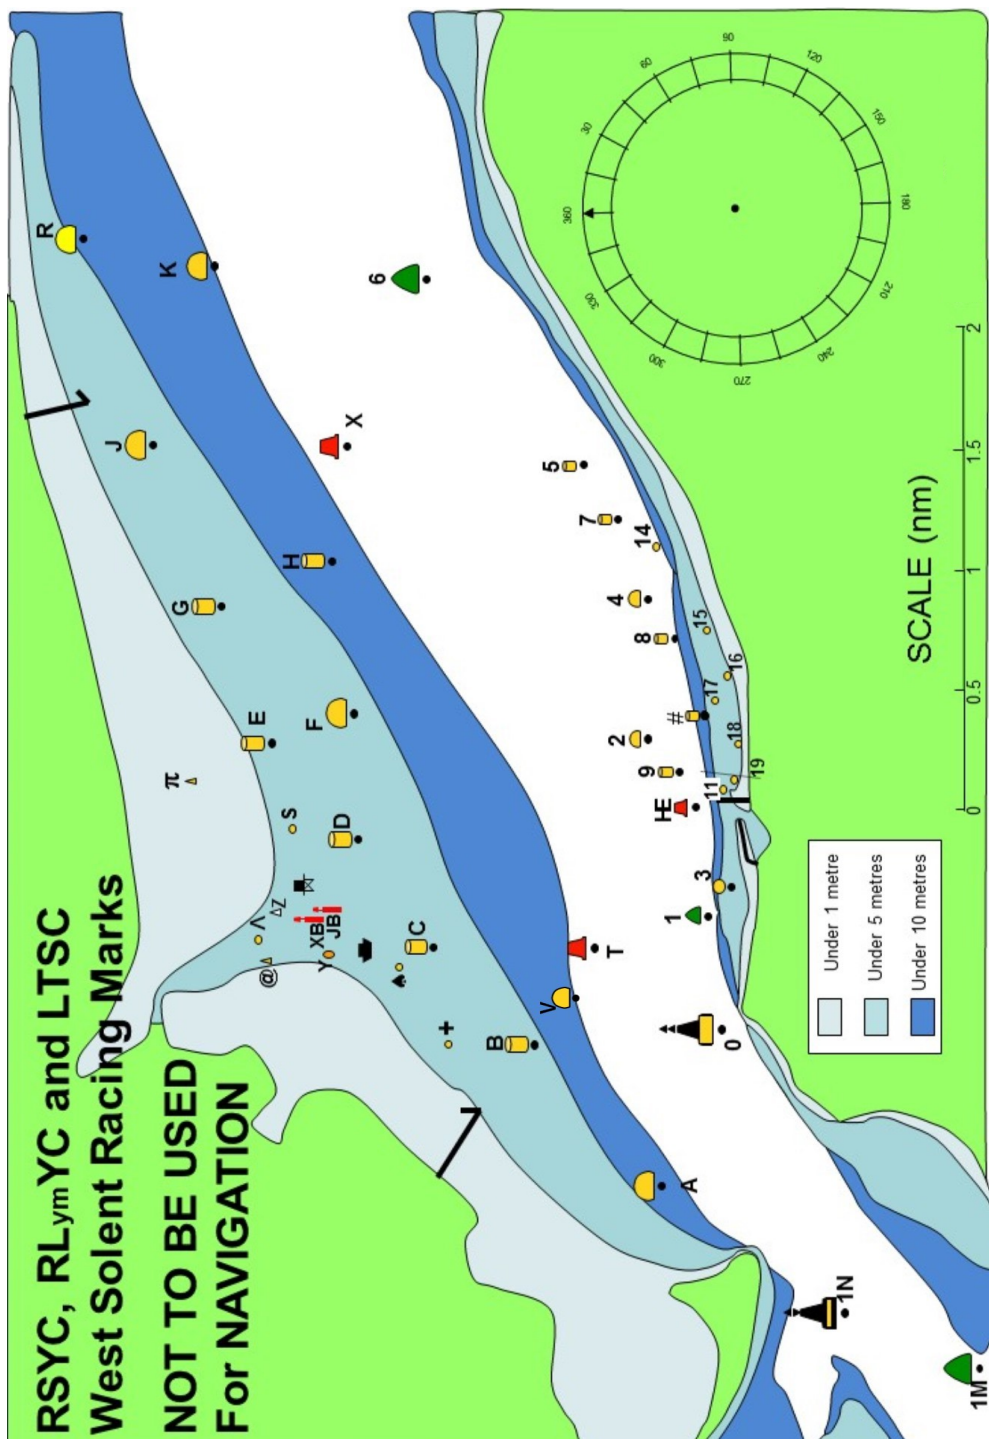 RSYC, RLymYC and LTSC
West Solent Racing Marks
NOT TO BE USED
For NAVIGATION
R
K
6
J
X
G
H
5
7
14
E
F
4
8
15
π
16
17
#
S
D
2
9
18
19
11
HE
Z
Λ
@
XB
JB
Y
C
3
1
T
V
+
B
0
A
1N
1M
360
30
60
90
120
150
180
210
240
270
300
330
0
0.5
1
1.5
2
SCALE (nm)
Under 1 metre
Under 5 metres
Under 10 metres